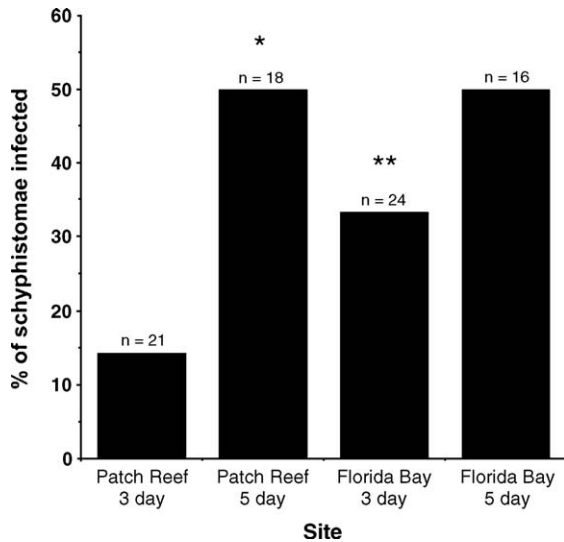 % of schyphistomae infected
60
50
40
30
20
10
0
*
n = 18
n = 16
**
n = 24
n = 21
Patch Reef
3 day
Patch Reef
5 day
Florida Bay
3 day
Florida Bay
5 day
Site